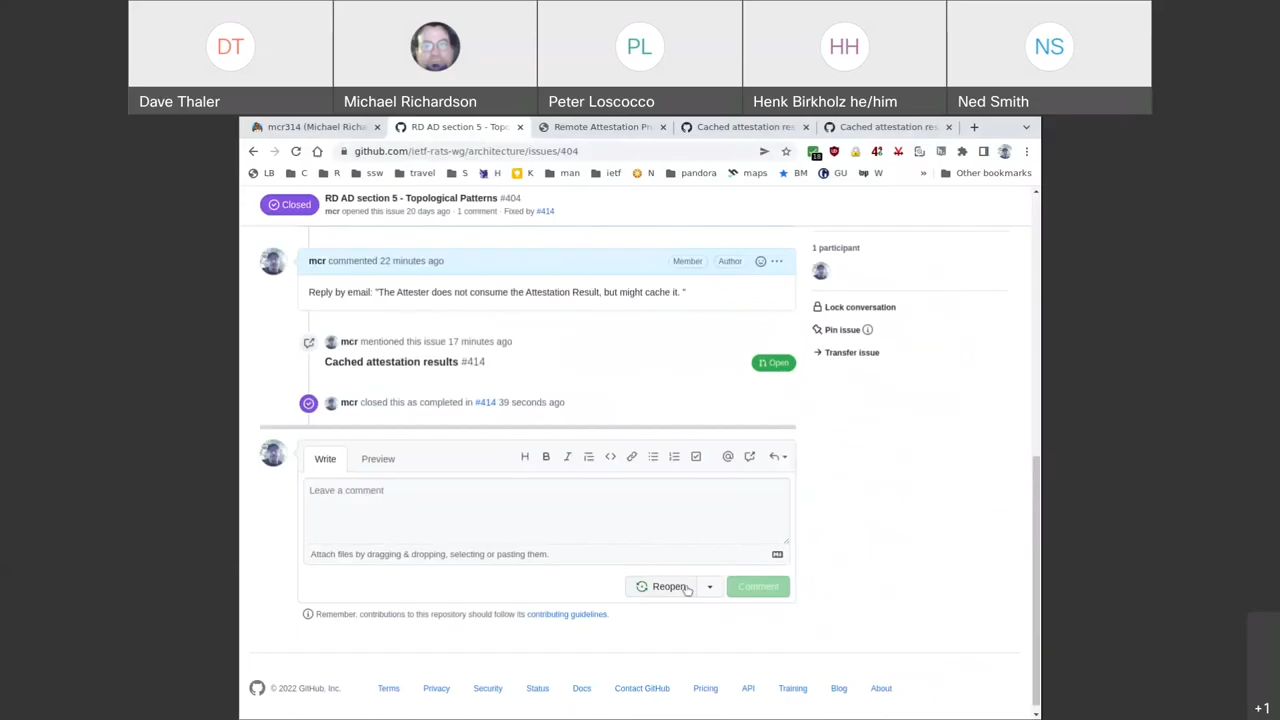 DT
PL
HH
NS
Dave Thaler
Michael Richardson
Peter Loscocco
Henk Birkholz he/him
Ned Smith
mcr314 (Michael Richa
RD AD section 5 - Topo
Remote Attestation Pr
Cached attestation res
Cached attestation res
github.com/ietf-rats-wg/architecture/issues/404
18
LB
C
R
ssw
travel
S
H
K
man
ietf
N
pandora
maps
BM
GU
W
»
Other bookmarks
Closed
RD AD section 5 - Topological Patterns #404
mcr opened this issue 20 days ago · 1 comment · Fixed by #414
mcr commented 22 minutes ago
Member
Author
1 participant
Reply by email: "The Attester does not consume the Attestation Result, but might cache it. "
Lock conversation
Pin issue
Transfer issue
mcr mentioned this issue 17 minutes ago
Cached attestation results #414
Open
mcr closed this as completed in #414 39 seconds ago
Write
Preview
H
B
I
<>
@
Leave a comment
Attach files by dragging & dropping, selecting or pasting them.
Reopen
Comment
Remember, contributions to this repository should follow its contributing guidelines.
© 2022 GitHub, Inc.
Terms
Privacy
Security
Status
Docs
Contact GitHub
Pricing
API
Training
Blog
About
+1